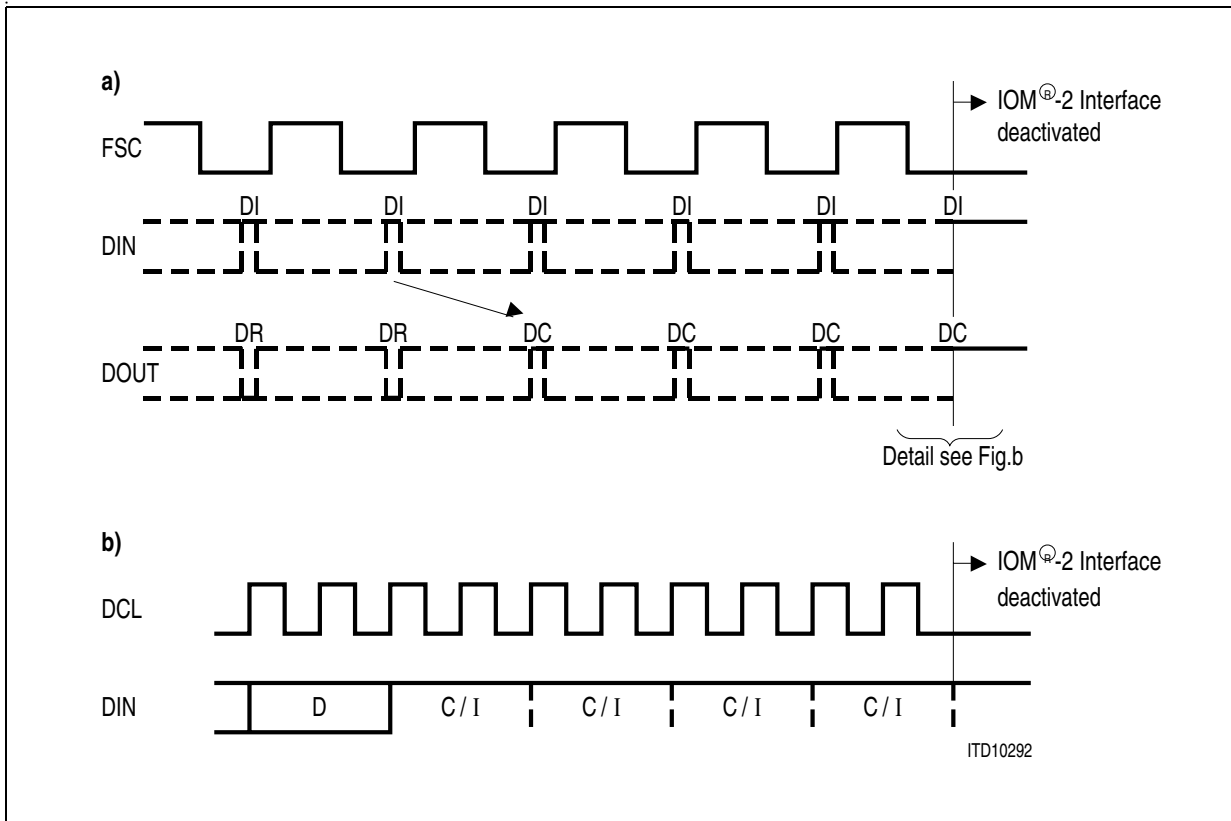 a)
IOM®-2 Interface
deactivated
FSC
DI DI DI DI DI DI
DIN
DR DR DC DC DC DC
DOUT
Detail see Fig.b
b)
IOM®-2 Interface
deactivated
DCL
DIN D C / I C / I C / I C / I
ITD10292